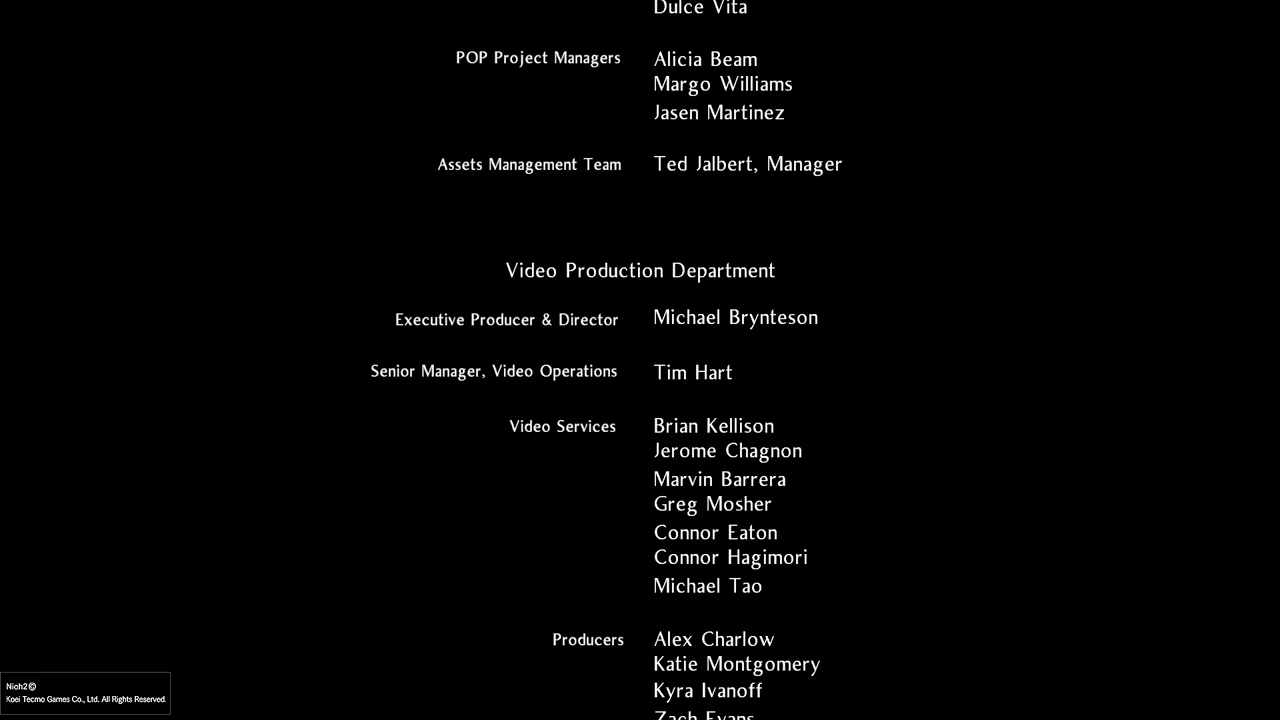 Dulce Vita
POP Project Managers Alicia Beam
Margo Williams
Jasen Martinez
Assets Management Team Ted Jalbert, Manager
Video Production Department
Executive Producer & Director Michael Brynteson
Senior Manager, Video Operations Tim Hart
Video Services Brian Kellison
Jerome Chagnon
Marvin Barrera
Greg Mosher
Connor Eaton
Connor Hagimori
Michael Tao
Producers Alex Charlow
Katie Montgomery
Kyra Ivanoff
Zach Evans
Nioh2©
Koei Tecmo Games Co., Ltd. All Rights Reserved.